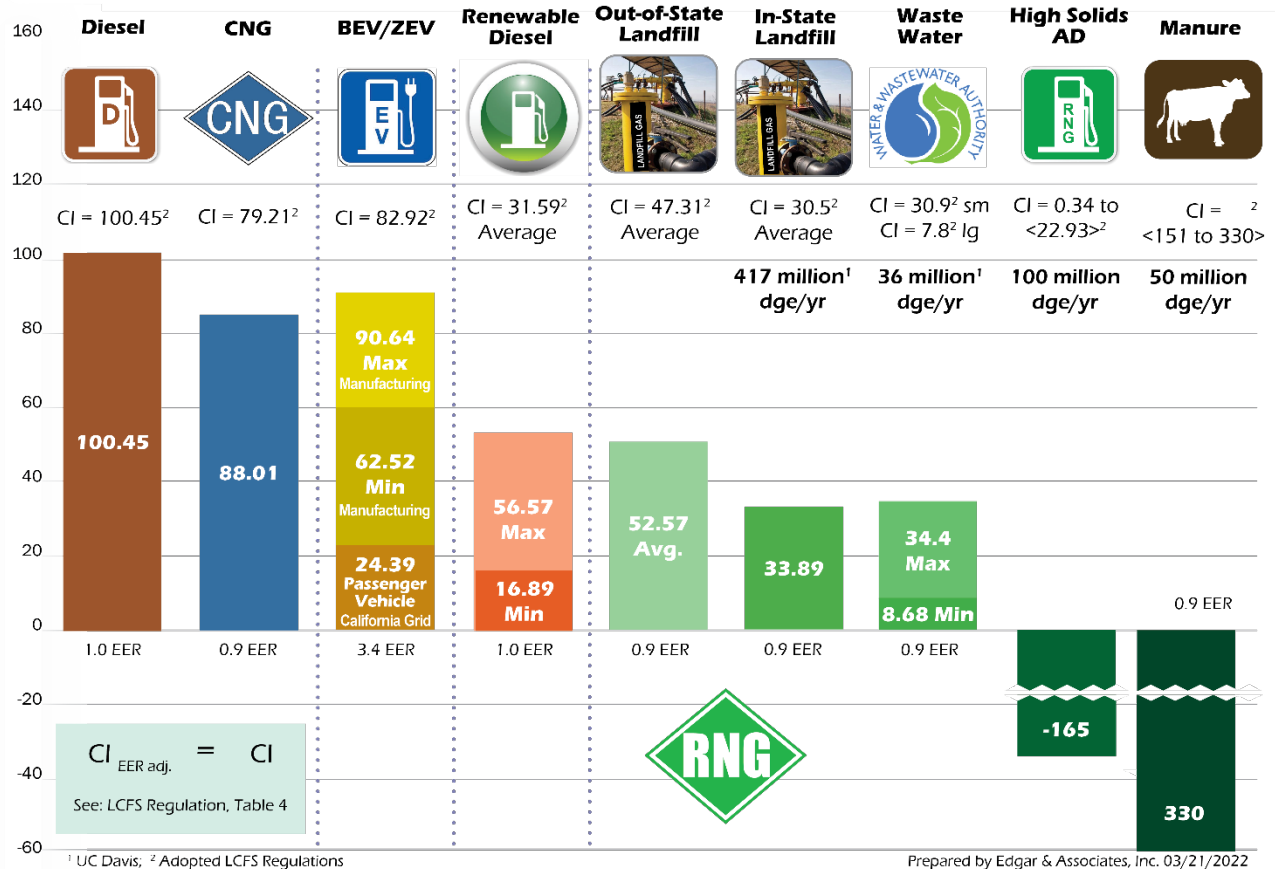 Diesel
CNG
BEV/ZEV
Renewable
Diesel
Out-of-State
Landfill
In-State
Landfill
Waste
Water
High Solids
AD
Manure
160
140
120
100
80
60
40
20
0
-20
-40
-60
D
CNG
EV
LANDFILL GAS
LANDFILL GAS
WATER & WASTEWATER AUTHORITY
RNG
CI = 100.45²
CI = 79.21²
CI = 82.92²
CI = 31.59²
Average
CI = 47.31²
Average
CI = 30.5²
Average
CI = 30.9² sm
CI = 7.8² lg
CI = 0.34 to
<22.93>²
CI = ²
<151 to 330>
417 million¹
dge/yr
36 million¹
dge/yr
100 million
dge/yr
50 million
dge/yr
100.45
88.01
90.64
Max
Manufacturing
62.52
Min
Manufacturing
24.39
Passenger
Vehicle
California Grid
56.57
Max
16.89
Min
52.57
Avg.
33.89
34.4
Max
8.68 Min
0.9 EER
1.0 EER
0.9 EER
3.4 EER
1.0 EER
0.9 EER
0.9 EER
0.9 EER
-165
330
RNG
CI EER adj. = CI
See: LCFS Regulation, Table 4
¹ UC Davis; ² Adopted LCFS Regulations
Prepared by Edgar & Associates, Inc. 03/21/2022